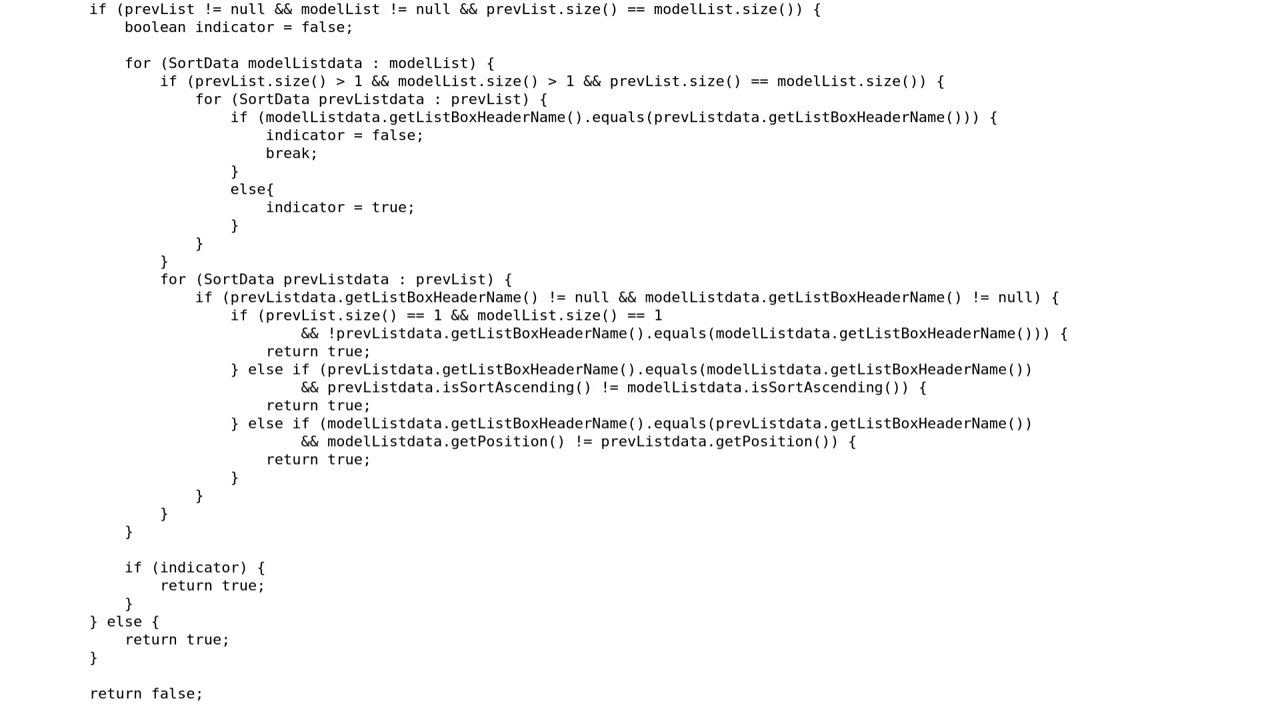 if (prevList != null && modelList != null && prevList.size() == modelList.size()) {
    boolean indicator = false;

    for (SortData modelListdata : modelList) {
        if (prevList.size() > 1 && modelList.size() > 1 && prevList.size() == modelList.size()) {
            for (SortData prevListdata : prevList) {
                if (modelListdata.getListBoxHeaderName().equals(prevListdata.getListBoxHeaderName())) {
                    indicator = false;
                    break;
                }
                else{
                    indicator = true;
                }
            }
        }
        for (SortData prevListdata : prevList) {
            if (prevListdata.getListBoxHeaderName() != null && modelListdata.getListBoxHeaderName() != null) {
                if (prevList.size() == 1 && modelList.size() == 1
                        && !prevListdata.getListBoxHeaderName().equals(modelListdata.getListBoxHeaderName())) {
                    return true;
                } else if (prevListdata.getListBoxHeaderName().equals(modelListdata.getListBoxHeaderName())
                        && prevListdata.isSortAscending() != modelListdata.isSortAscending()) {
                    return true;
                } else if (modelListdata.getListBoxHeaderName().equals(prevListdata.getListBoxHeaderName())
                        && modelListdata.getPosition() != prevListdata.getPosition()) {
                    return true;
                }
            }
        }
    }

    if (indicator) {
        return true;
    }
} else {
    return true;
}

return false;